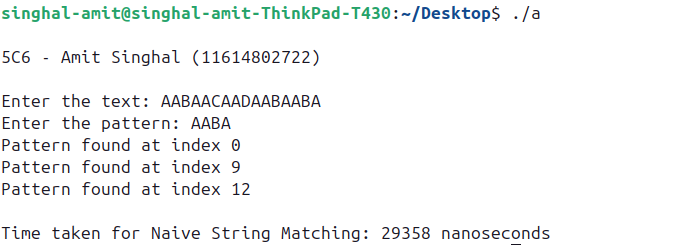 singhal-amit@singhal-amit-ThinkPad-T430:~/Desktop$ ./a
5C6 - Amit Singhal (11614802722)
Enter the text: AABAACAADAABAABA
Enter the pattern: AABA
Pattern found at index 0
Pattern found at index 9
Pattern found at index 12
Time taken for Naive String Matching: 29358 nanoseconds